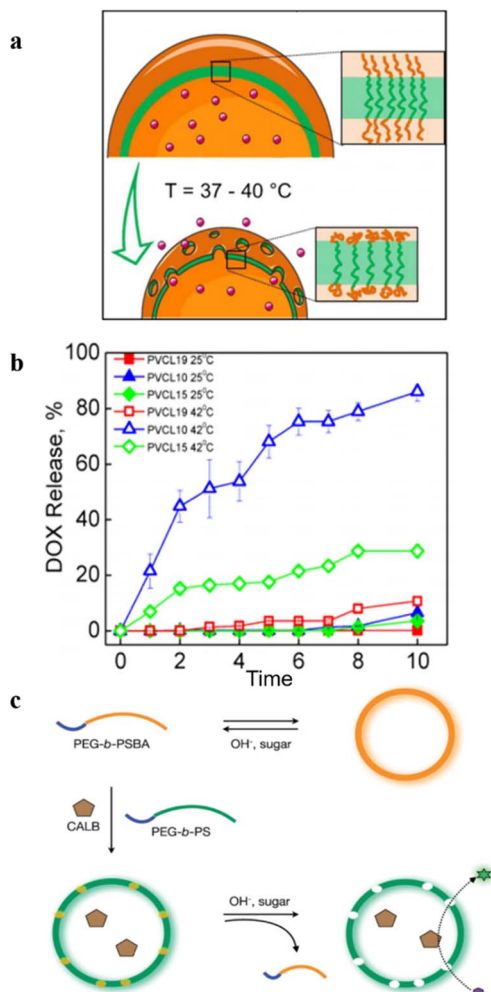 a
T = 37 - 40 °C
b
100
80
60
40
20
0
DOX Release, %
PVCL19 25°C
PVCL10 25°C
PVCL15 25°C
PVCL19 42°C
PVCL10 42°C
PVCL15 42°C
0 2 4 6 8 10
Time
c
PEG-b-PSBA
OH-, sugar
CALB
PEG-b-PS
OH-, sugar